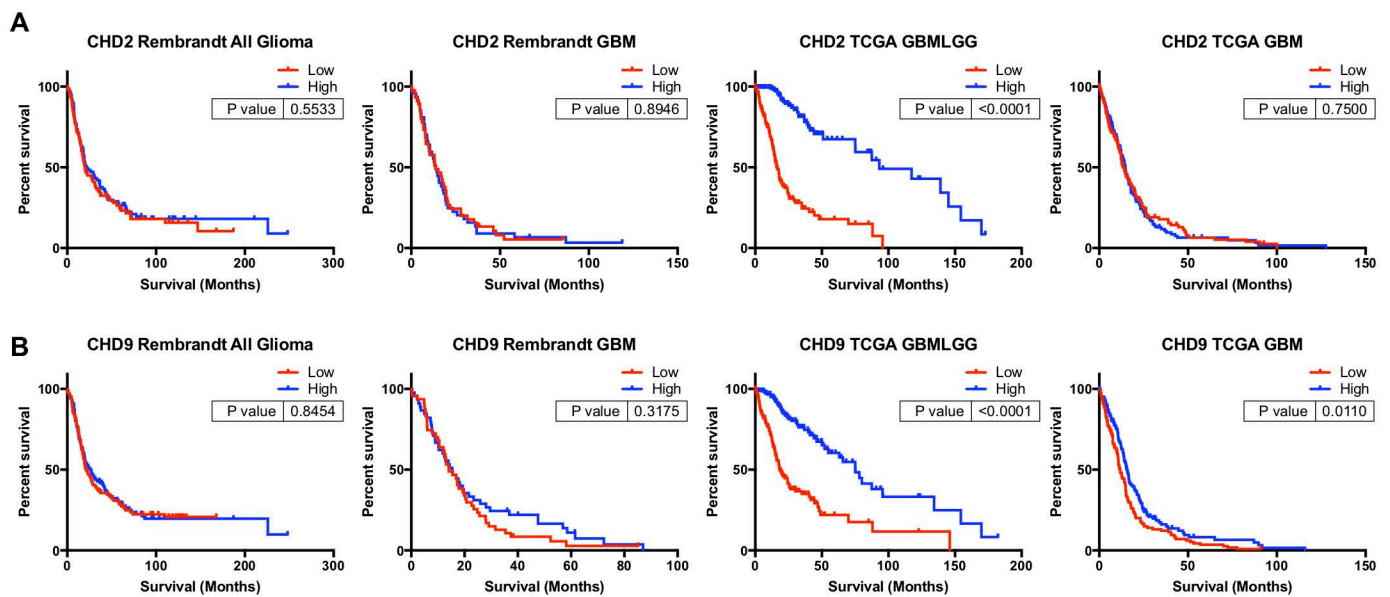 A
CHD2 Rembrandt All Glioma
Low
High
P value 0.5533
Percent survival
100
50
0
0 100 200 300
Survival (Months)
CHD2 Rembrandt GBM
Low
High
P value 0.8946
Percent survival
100
50
0
0 50 100 150
Survival (Months)
CHD2 TCGA GBMLGG
Low
High
P value <0.0001
Percent survival
100
50
0
0 50 100 150 200
Survival (Months)
CHD2 TCGA GBM
Low
High
P value 0.7500
Percent survival
100
50
0
0 50 100 150
Survival (Months)
B
CHD9 Rembrandt All Glioma
Low
High
P value 0.8454
Percent survival
100
50
0
0 100 200 300
Survival (Months)
CHD9 Rembrandt GBM
Low
High
P value 0.3175
Percent survival
100
50
0
0 20 40 60 80 100
Survival (Months)
CHD9 TCGA GBMLGG
Low
High
P value <0.0001
Percent survival
100
50
0
0 50 100 150 200
Survival (Months)
CHD9 TCGA GBM
Low
High
P value 0.0110
Percent survival
100
50
0
0 50 100 150
Survival (Months)